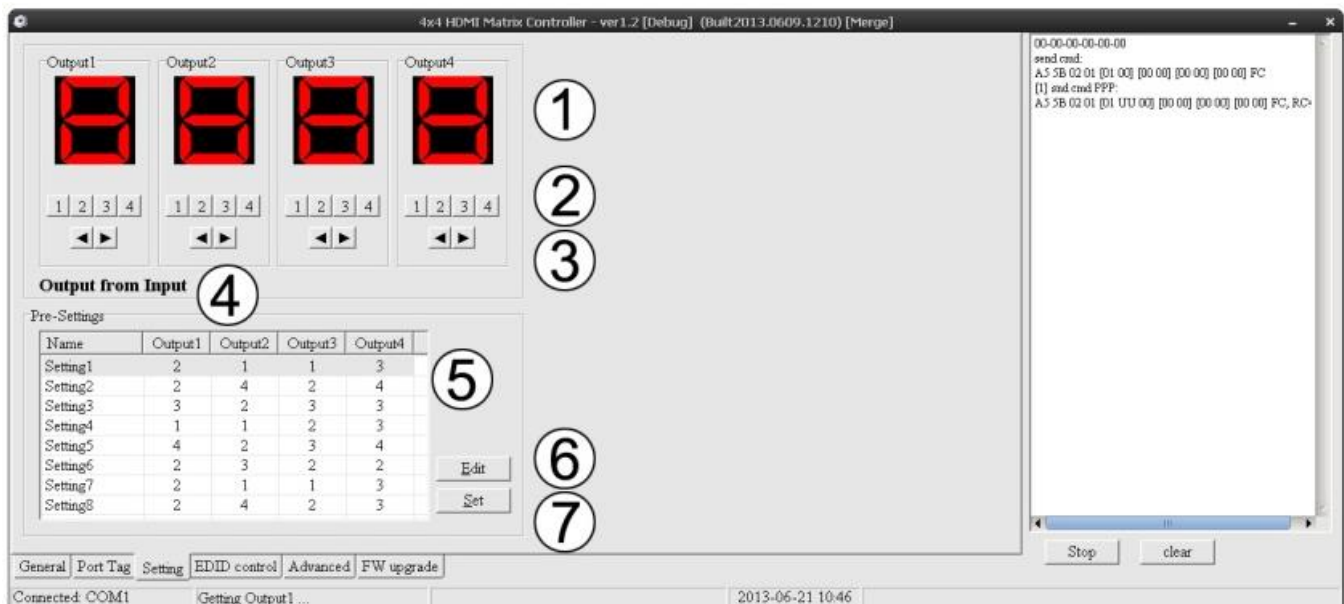 4x4 HDMI Matrix Controller - ver1.2 [Debug] (Built2013.0609.1210) [Merge]
Output1 Output2 Output3 Output4
8 8 8 8
1
1 2 3 4 1 2 3 4 1 2 3 4 1 2 3 4
2
◄ ► ◄ ► ◄ ► ◄ ►
3
Output from Input
4
Pre-Settings
Name Output1 Output2 Output3 Output4
Setting1 2 1 1 3
Setting2 2 4 2 4
Setting3 3 2 3 3
Setting4 1 1 2 3
Setting5 4 2 3 4
Setting6 2 3 2 2
Setting7 2 1 1 3
Setting8 2 4 2 3
5
Edit
6
Set
7
General Port Tag Setting EDID control Advanced FW upgrade
Connected: COM1 Getting Output1 ... 2013-06-21 10:46
00-00-00-00-00-00
send cmd:
A5 5B 02 01 [01 00] [00 00] [00 00] [00 00] FC
[1] snd cmd PPP:
A5 5B 02 01 [01 UU 00] [00 00] [00 00] [00 00] FC, RC
Stop clear